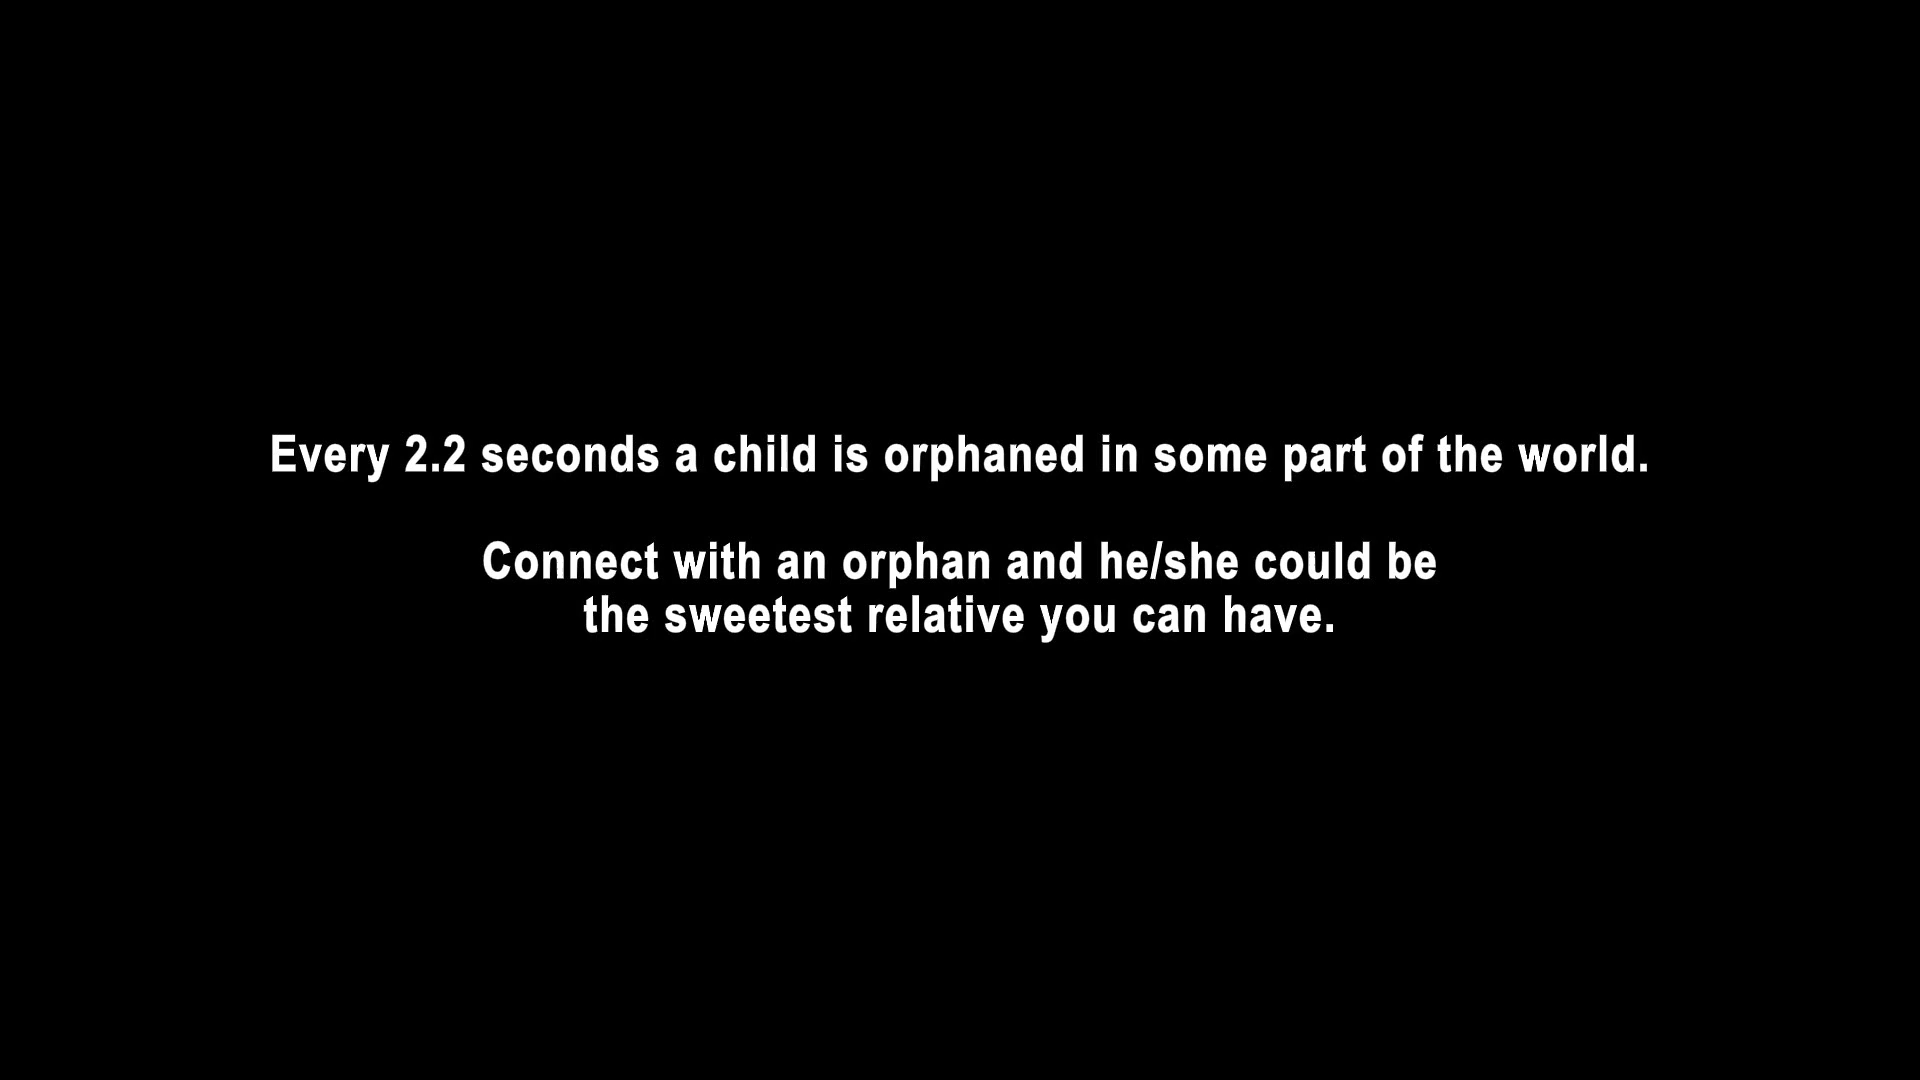 Every 2.2 seconds a child is orphaned in some part of the world.
Connect with an orphan and he/she could be
the sweetest relative you can have.